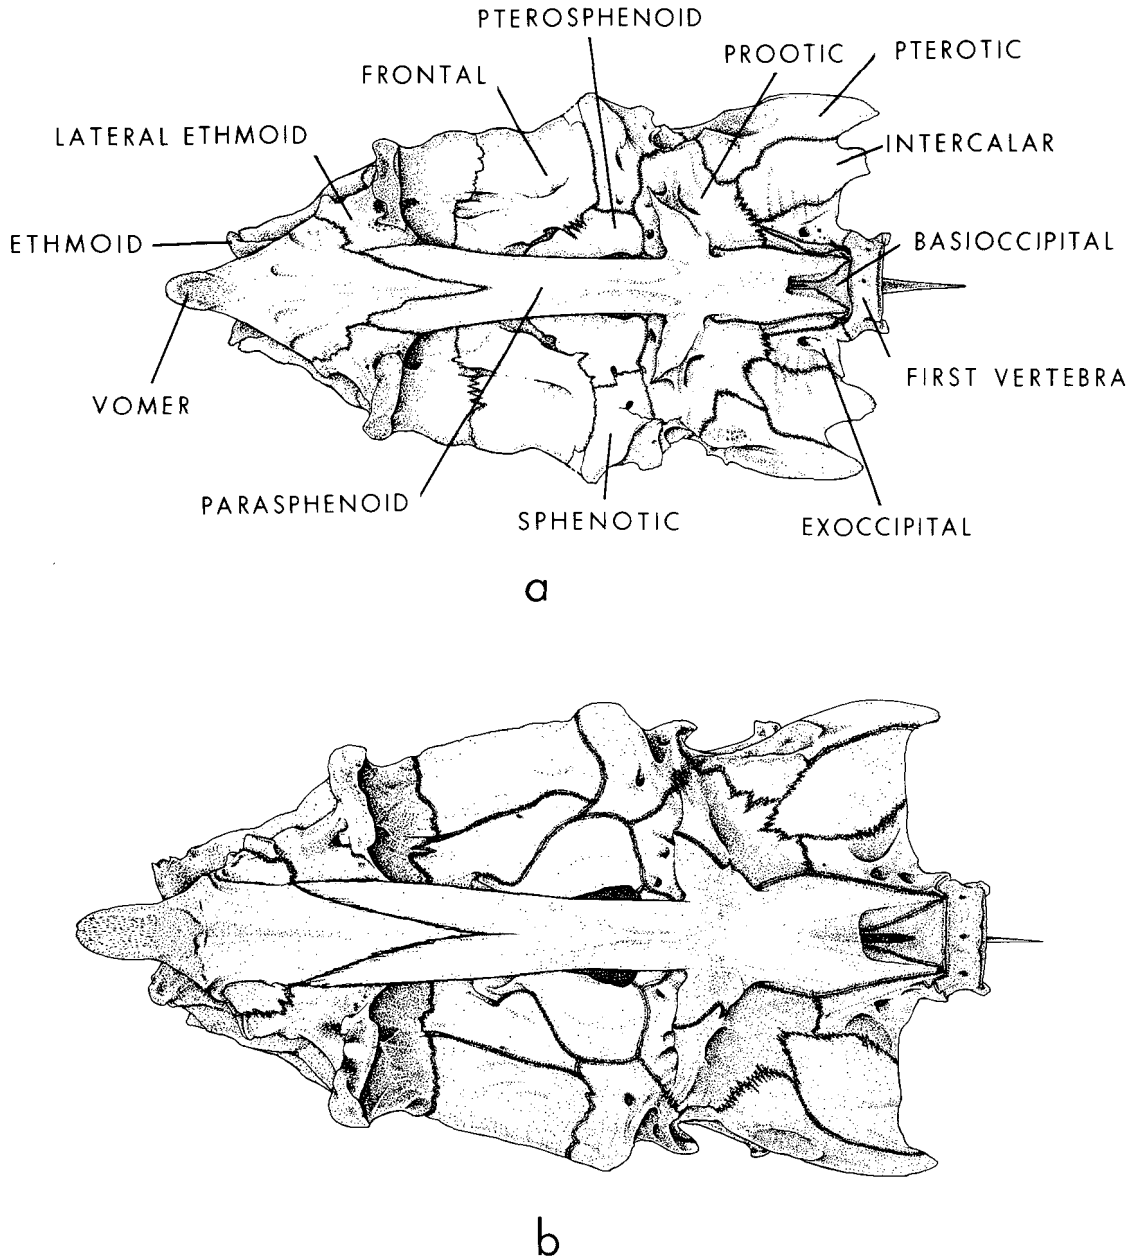 PTEROSPHENOID
PROOTIC
PTEROTIC
FRONTAL
LATERAL ETHMOID
INTERCALAR
ETHMOID
BASIOCCIPITAL
FIRST VERTEBRA
VOMER
PARASPHENOID
SPHENOTIC
EXOCCIPITAL
a
b